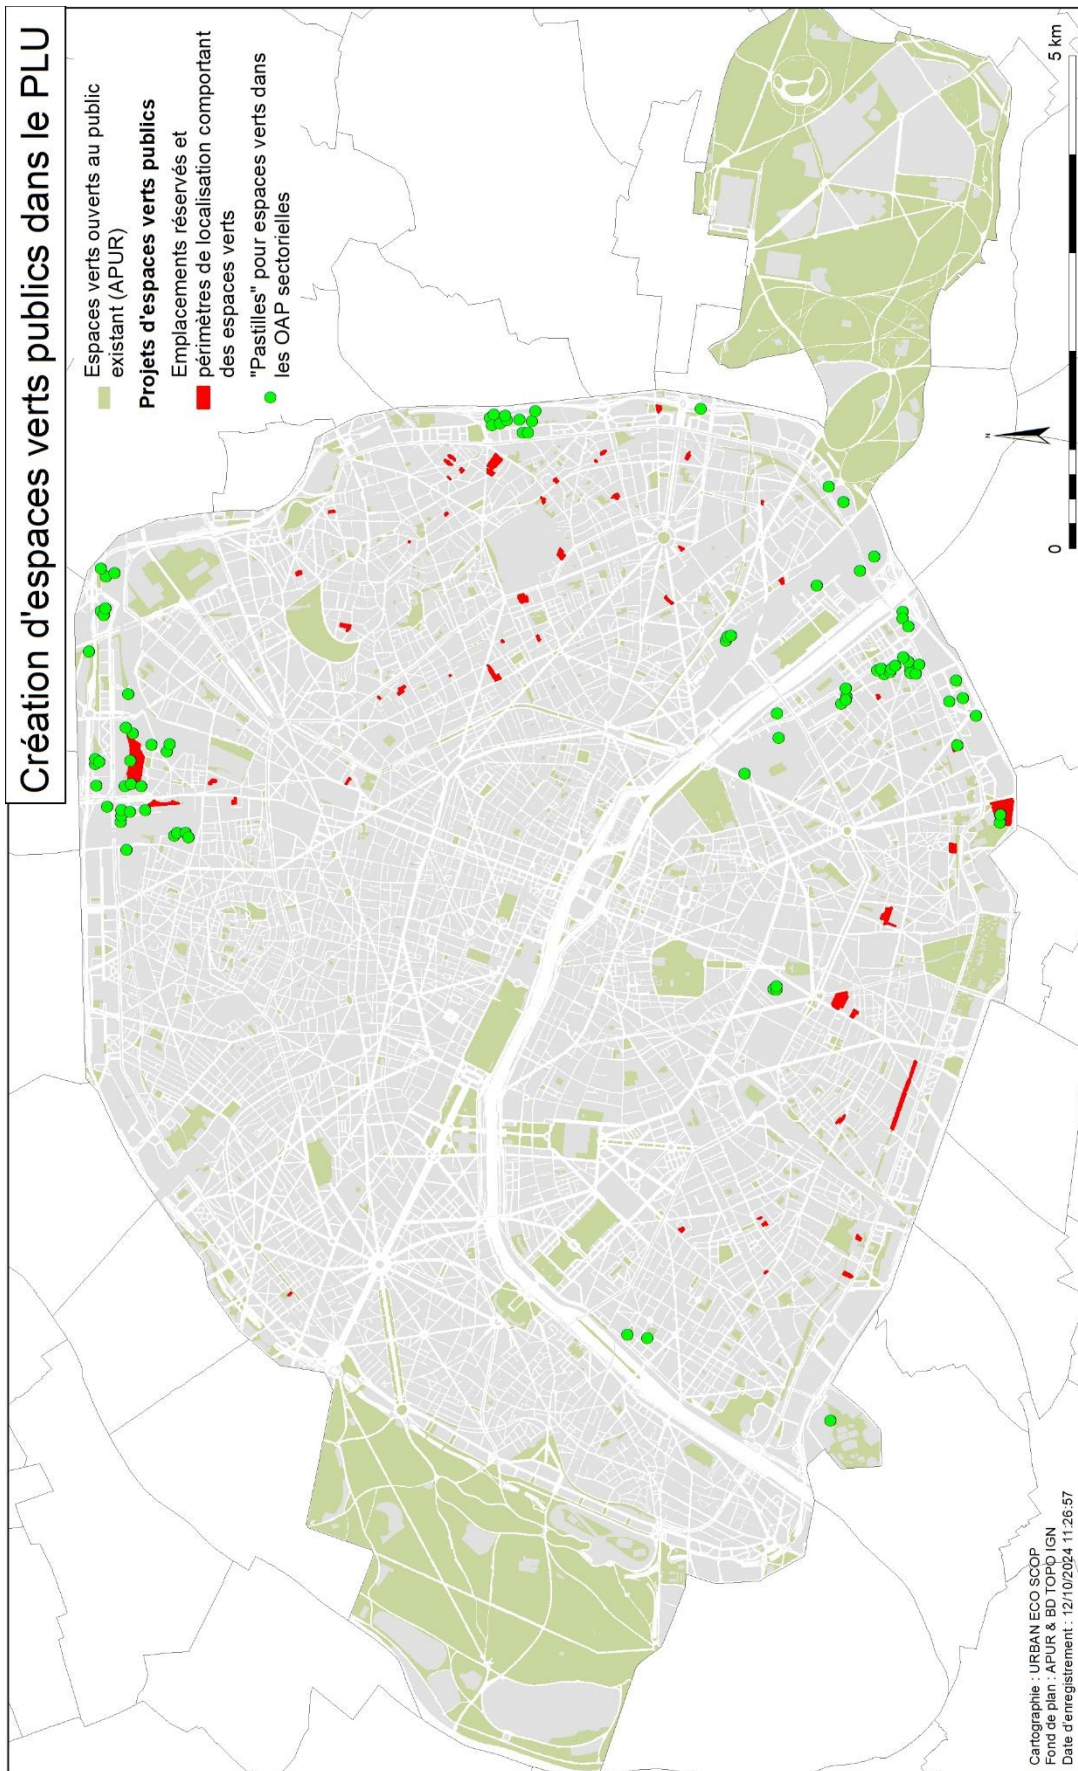 Création d'espaces verts publics dans le PLU
Espaces verts ouverts au public
existant (APUR)
Projets d'espaces verts publics
Emplacements réservés et
périmètres de localisation comportant
des espaces verts
"Pastilles" pour espaces verts dans
les OAP sectorielles
N
0
5 km
Cartographie : URBAN ECO SCOP
Fond de plan : APUR & BD TOPO IGN
Date d'enregistrement : 12/10/2024 11:26:57